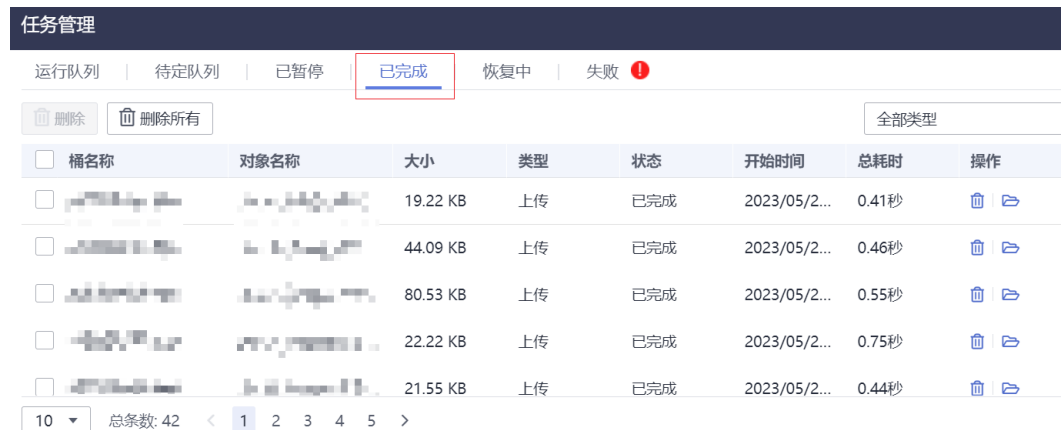 任务管理
运行队列 待定队列 已暂停 已完成 恢复中 失败
删除 删除所有 全部类型
桶名称 对象名称 大小 类型 状态 开始时间 总耗时 操作
19.22 KB 上传 已完成 2023/05/2... 0.41秒
44.09 KB 上传 已完成 2023/05/2... 0.46秒
80.53 KB 上传 已完成 2023/05/2... 0.55秒
22.22 KB 上传 已完成 2023/05/2... 0.75秒
21.55 KB 上传 已完成 2023/05/2... 0.44秒
10 总条数: 42 < 1 2 3 4 5 >